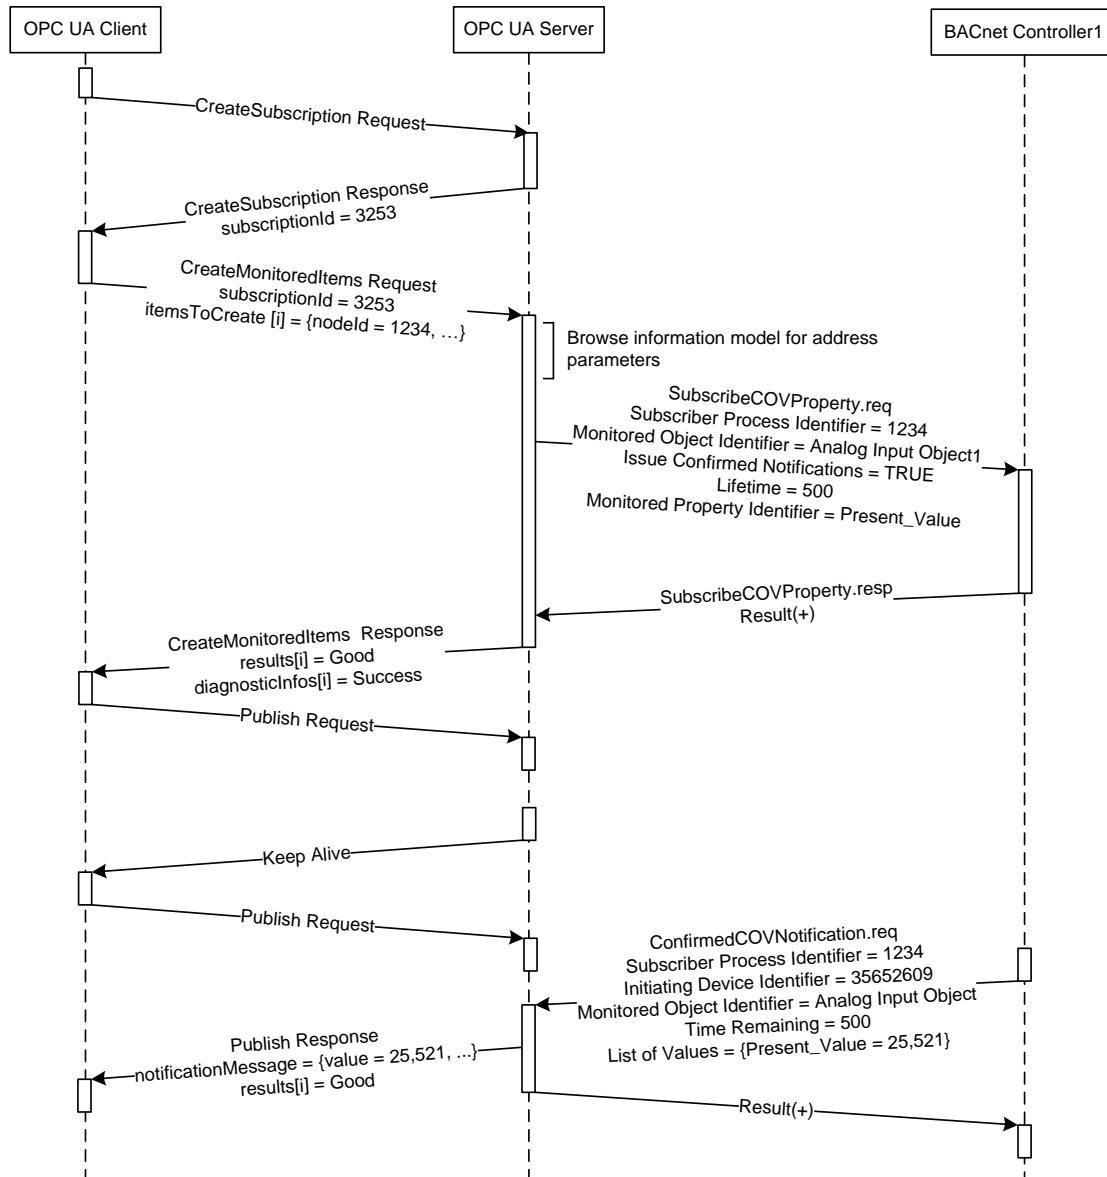 OPC UA Client
OPC UA Server
BACnet Controller1
CreateSubscription Request
CreateSubscription Response
subscriptionId = 3253
CreateMonitoredItems Request
subscriptionId = 3253
itemsToCreate [i] = {nodeId = 1234, …}
Browse information model for address
parameters
SubscribeCOVProperty.req
Subscriber Process Identifier = 1234
Monitored Object Identifier = Analog Input Object1
Issue Confirmed Notifications = TRUE
Lifetime = 500
Monitored Property Identifier = Present_Value
SubscribeCOVProperty.resp
Result(+)
CreateMonitoredItems  Response
results[i] = Good
diagnosticInfos[i] = Success
Publish Request
Keep Alive
Publish Request
ConfirmedCOVNotification.req
Subscriber Process Identifier = 1234
Initiating Device Identifier = 35652609
Monitored Object Identifier = Analog Input Object
Time Remaining = 500
List of Values = {Present_Value = 25,521}
Publish Response
notificationMessage = {value = 25,521, ...}
results[i] = Good
Result(+)